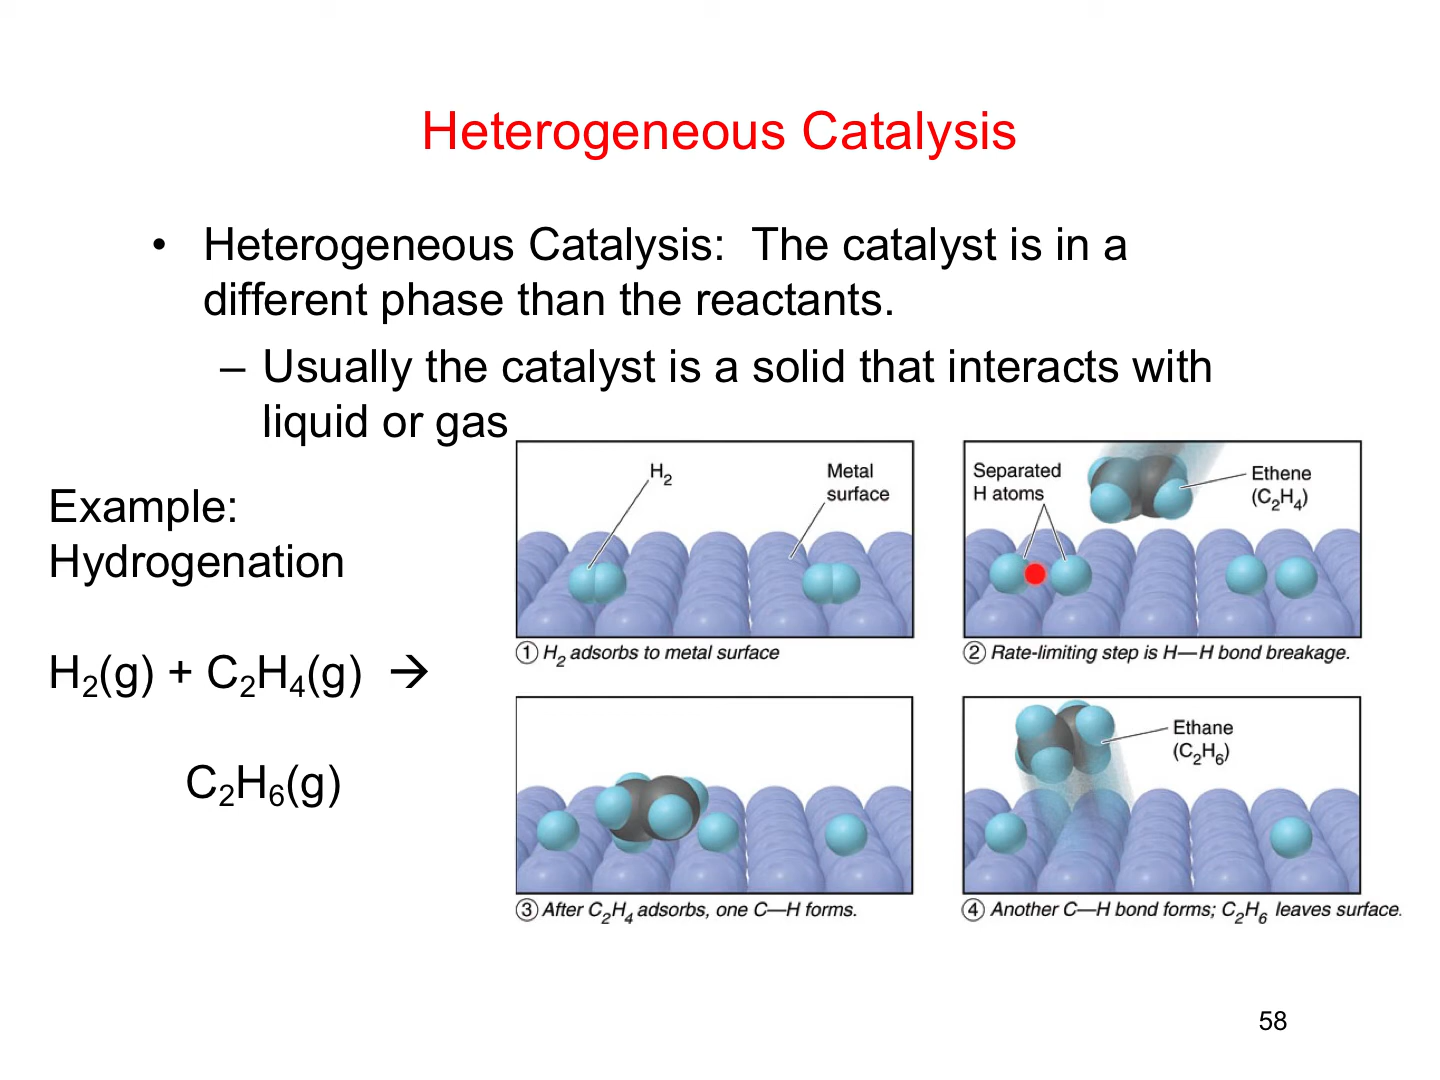 Heterogeneous Catalysis
• Heterogeneous Catalysis: The catalyst is in a
different phase than the reactants.
– Usually the catalyst is a solid that interacts with
liquid or gas
Example:
Hydrogenation
H₂(g) + C₂H₄(g) →
C₂H₆(g)
H₂
Metal
surface
① H₂ adsorbs to metal surface
Separated
H atoms
Ethene
(C₂H₄)
② Rate-limiting step is H—H bond breakage.
③ After C₂H₄ adsorbs, one C—H forms.
Ethane
(C₂H₆)
④ Another C—H bond forms; C₂H₆ leaves surface.
58